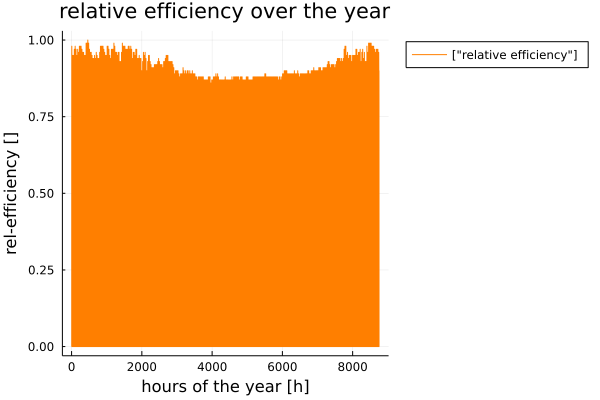 relative efficiency over the year
["relative efficiency"]
rel-efficiency []
1.00
0.75
0.50
0.25
0.00
0 2000 4000 6000 8000
hours of the year [h]